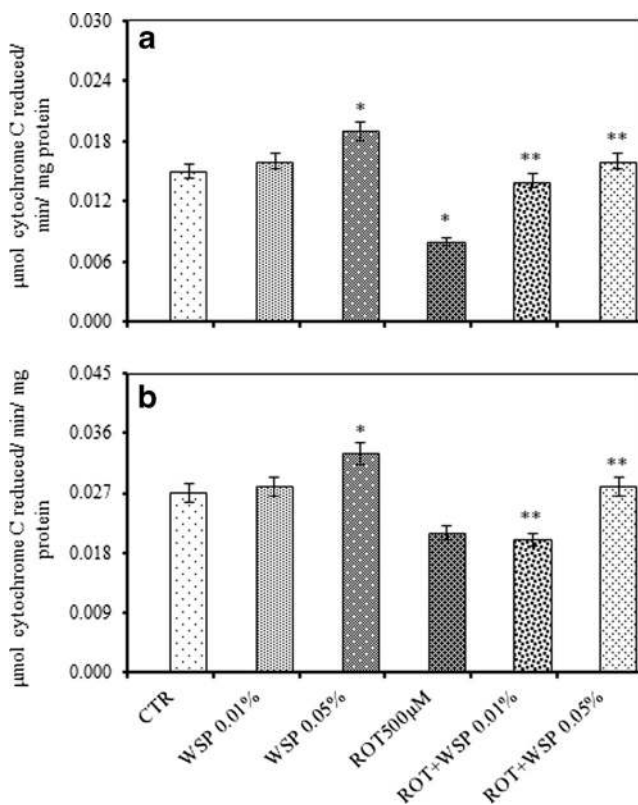 0.030
a
0.024
*
**
0.018
**
0.012
*
0.006
0.000
μmol cytochrome C reduced/
min/ mg protein
0.045
b
*
0.036
**
0.027
**
0.018
0.009
0.000
μmol cytochrome C reduced/ min/ mg
protein
CTR
WSP 0.01%
WSP 0.05%
ROT500μM
ROT+WSP 0.01%
ROT+WSP 0.05%